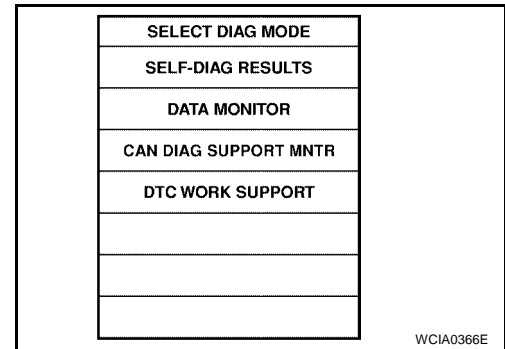 SELECT DIAG MODE
SELF-DIAG RESULTS
DATA MONITOR
CAN DIAG SUPPORT MNTR
DTC WORK SUPPORT
WCIA0366E